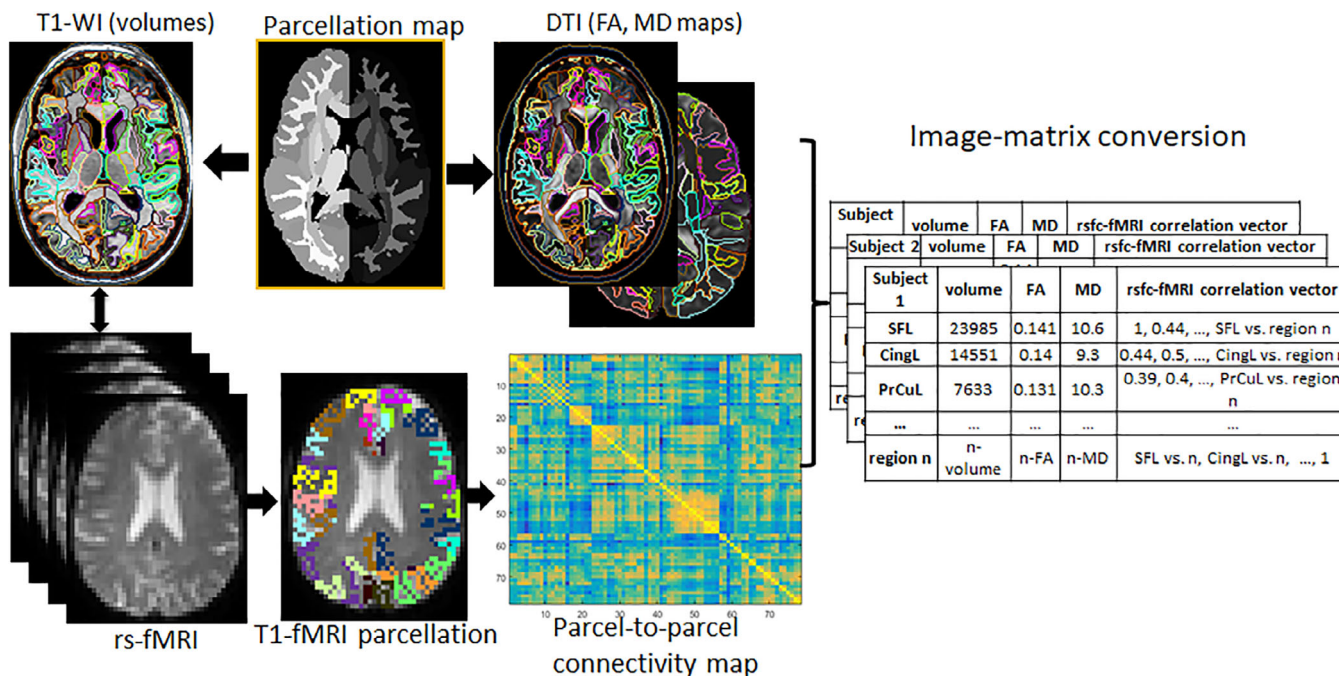 T1-WI (volumes)
Parcellation map
DTI (FA, MD maps)
Image-matrix conversion
Subject
volume
FA
MD
rsfc-fMRI correlation vector
Subject 2
volume
FA
MD
rsfc-fMRI correlation vector
Subject
1
volume
FA
MD
rsfc-fMRI correlation vector
SFL
23985
0.141
10.6
1, 0.44, ..., SFL vs. region n
CingL
14551
0.14
9.3
0.44, 0.5, ..., CingL vs. region n
PrCuL
7633
0.131
10.3
0.39, 0.4, ..., PrCuL vs. region
n
...
...
...
...
...
region n
n-
volume
n-FA
n-MD
SFL vs. n, CingL vs. n, ..., 1
10
20
30
40
50
60
70
10
20
30
40
50
60
70
rs-fMRI
T1-fMRI parcellation
Parcel-to-parcel
connectivity map